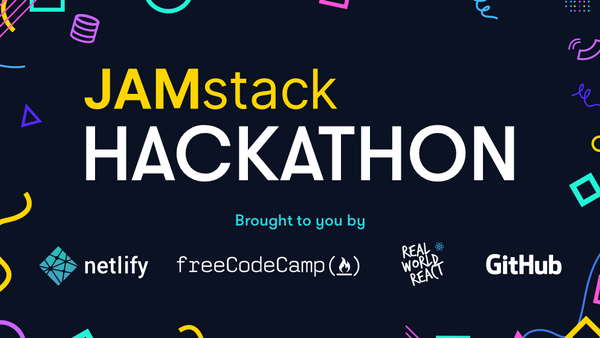 JAMstack
HACKATHON
Brought to you by
netlify freeCodeCamp(🔥) REAL WORLD REACT GitHub